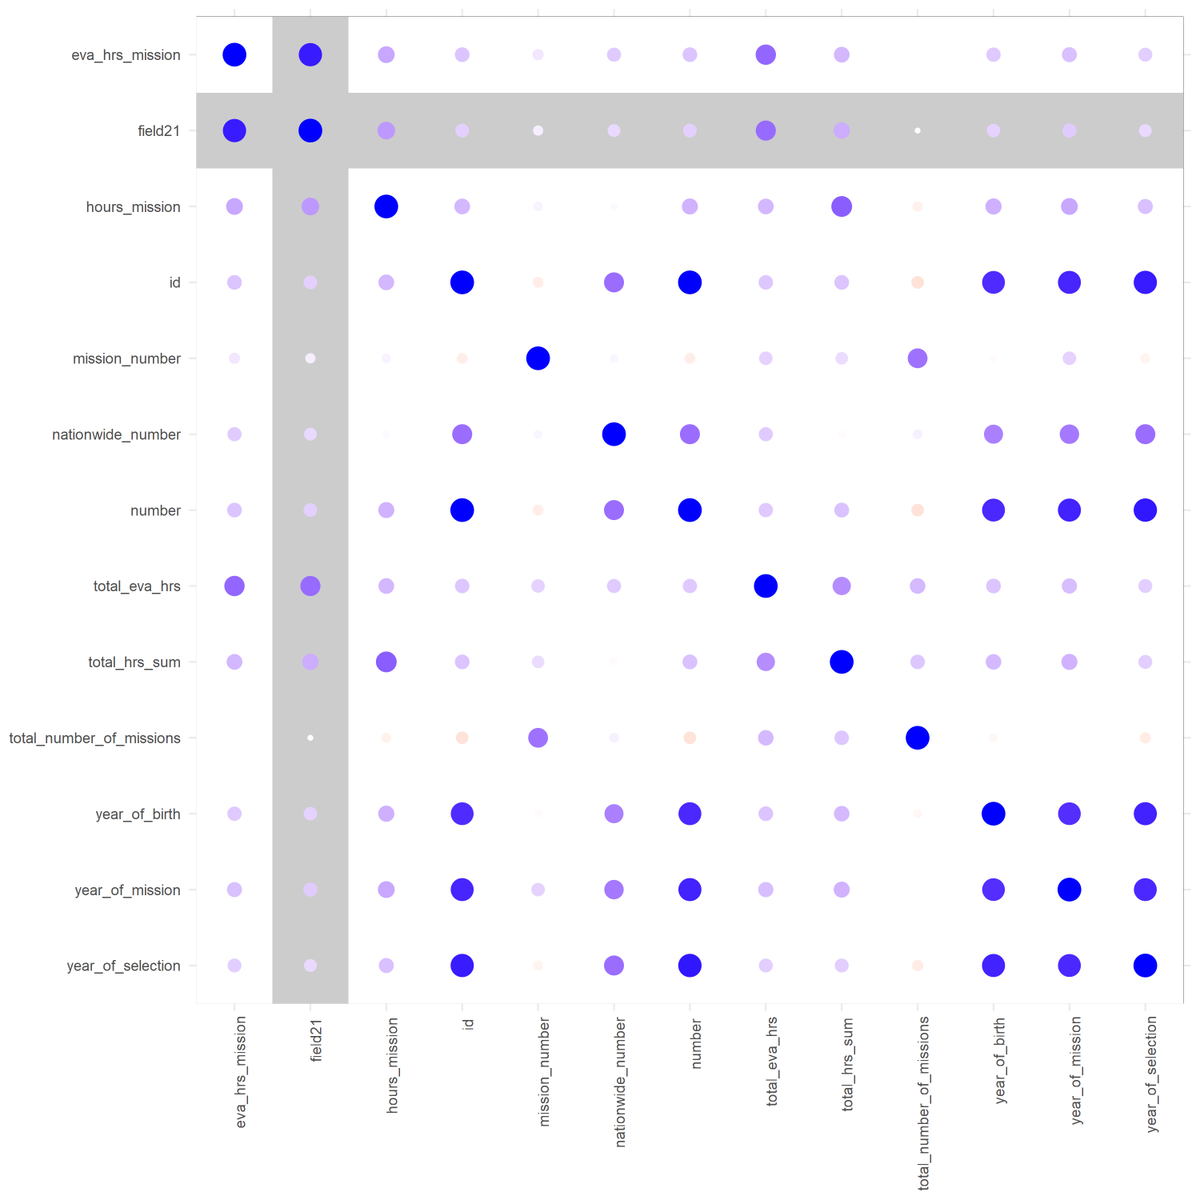 eva_hrs_mission
field21
hours_mission
id
mission_number
nationwide_number
number
total_eva_hrs
total_hrs_sum
total_number_of_missions
year_of_birth
year_of_mission
year_of_selection
eva_hrs_mission
field21
hours_mission
id
mission_number
nationwide_number
number
total_eva_hrs
total_hrs_sum
total_number_of_missions
year_of_birth
year_of_mission
year_of_selection